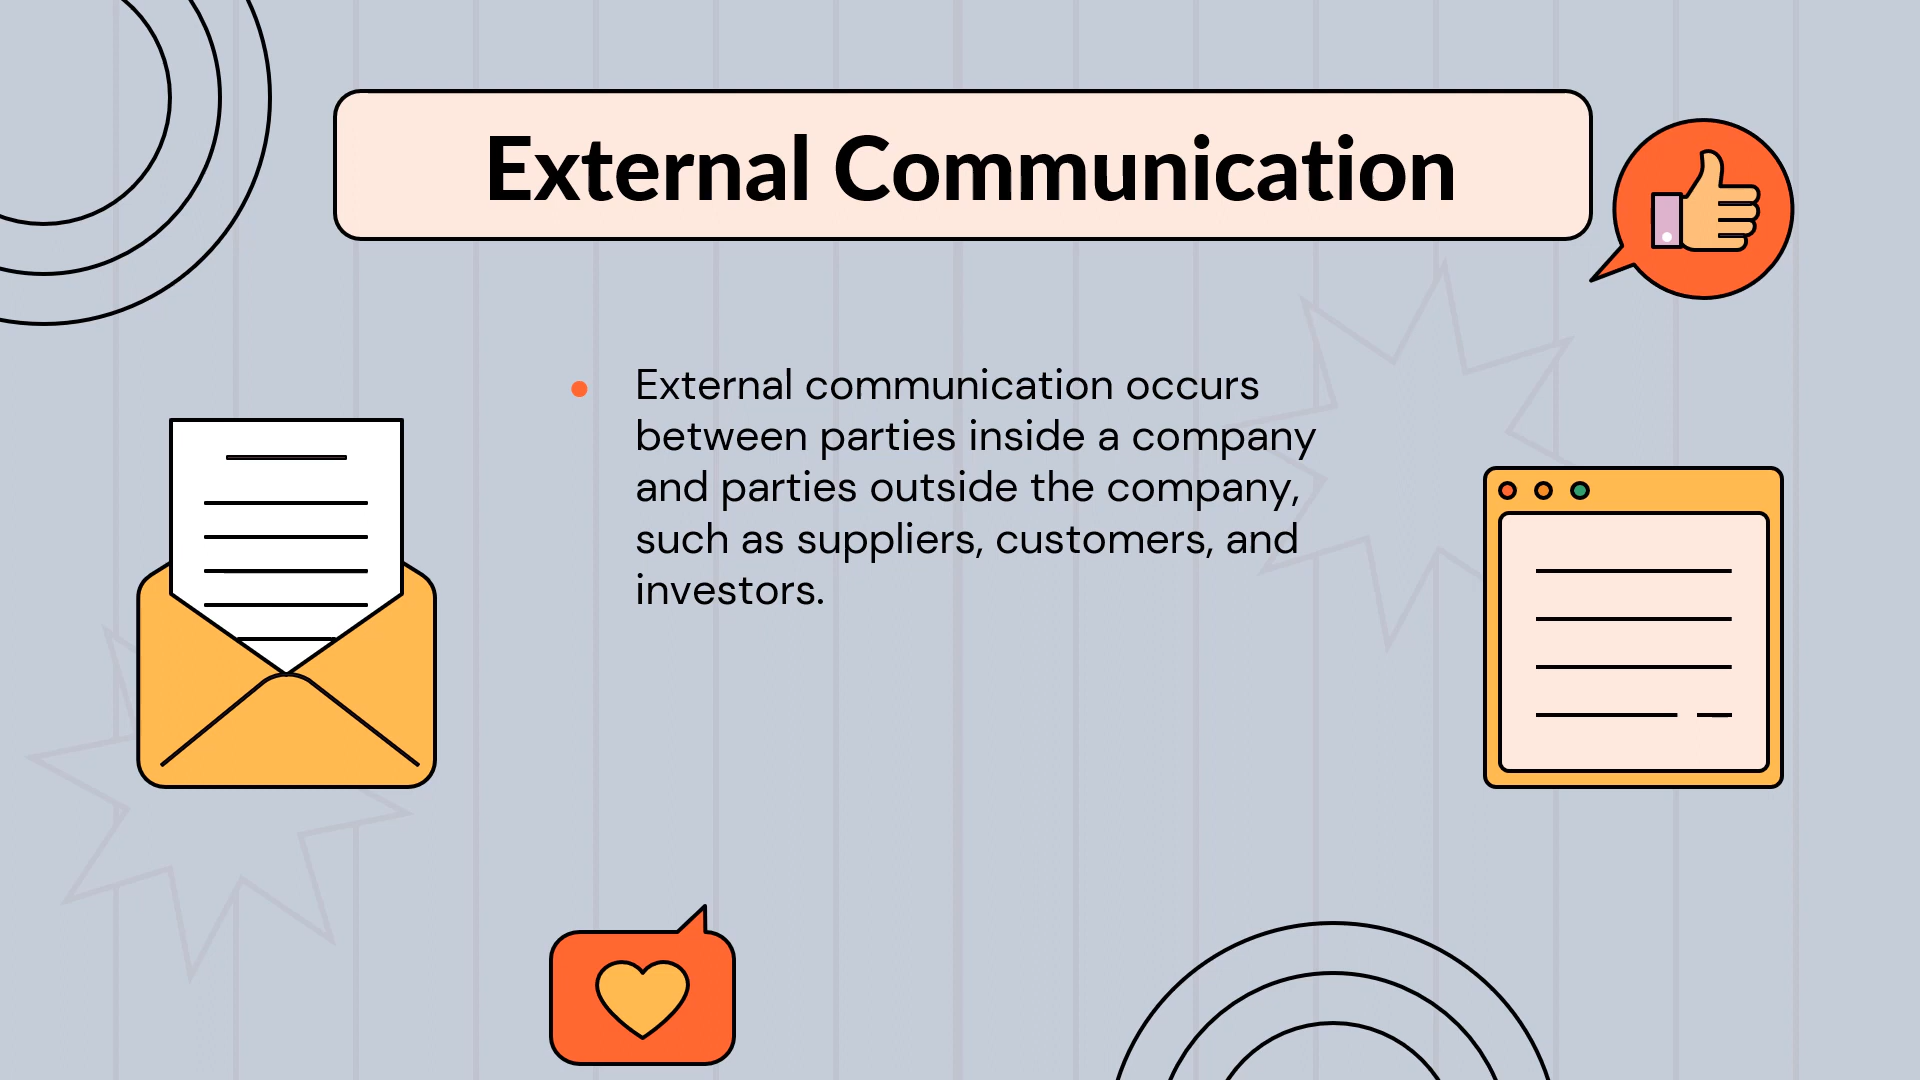 External Communication
External communication occurs
between parties inside a company
and parties outside the company,
such as suppliers, customers, and
investors.